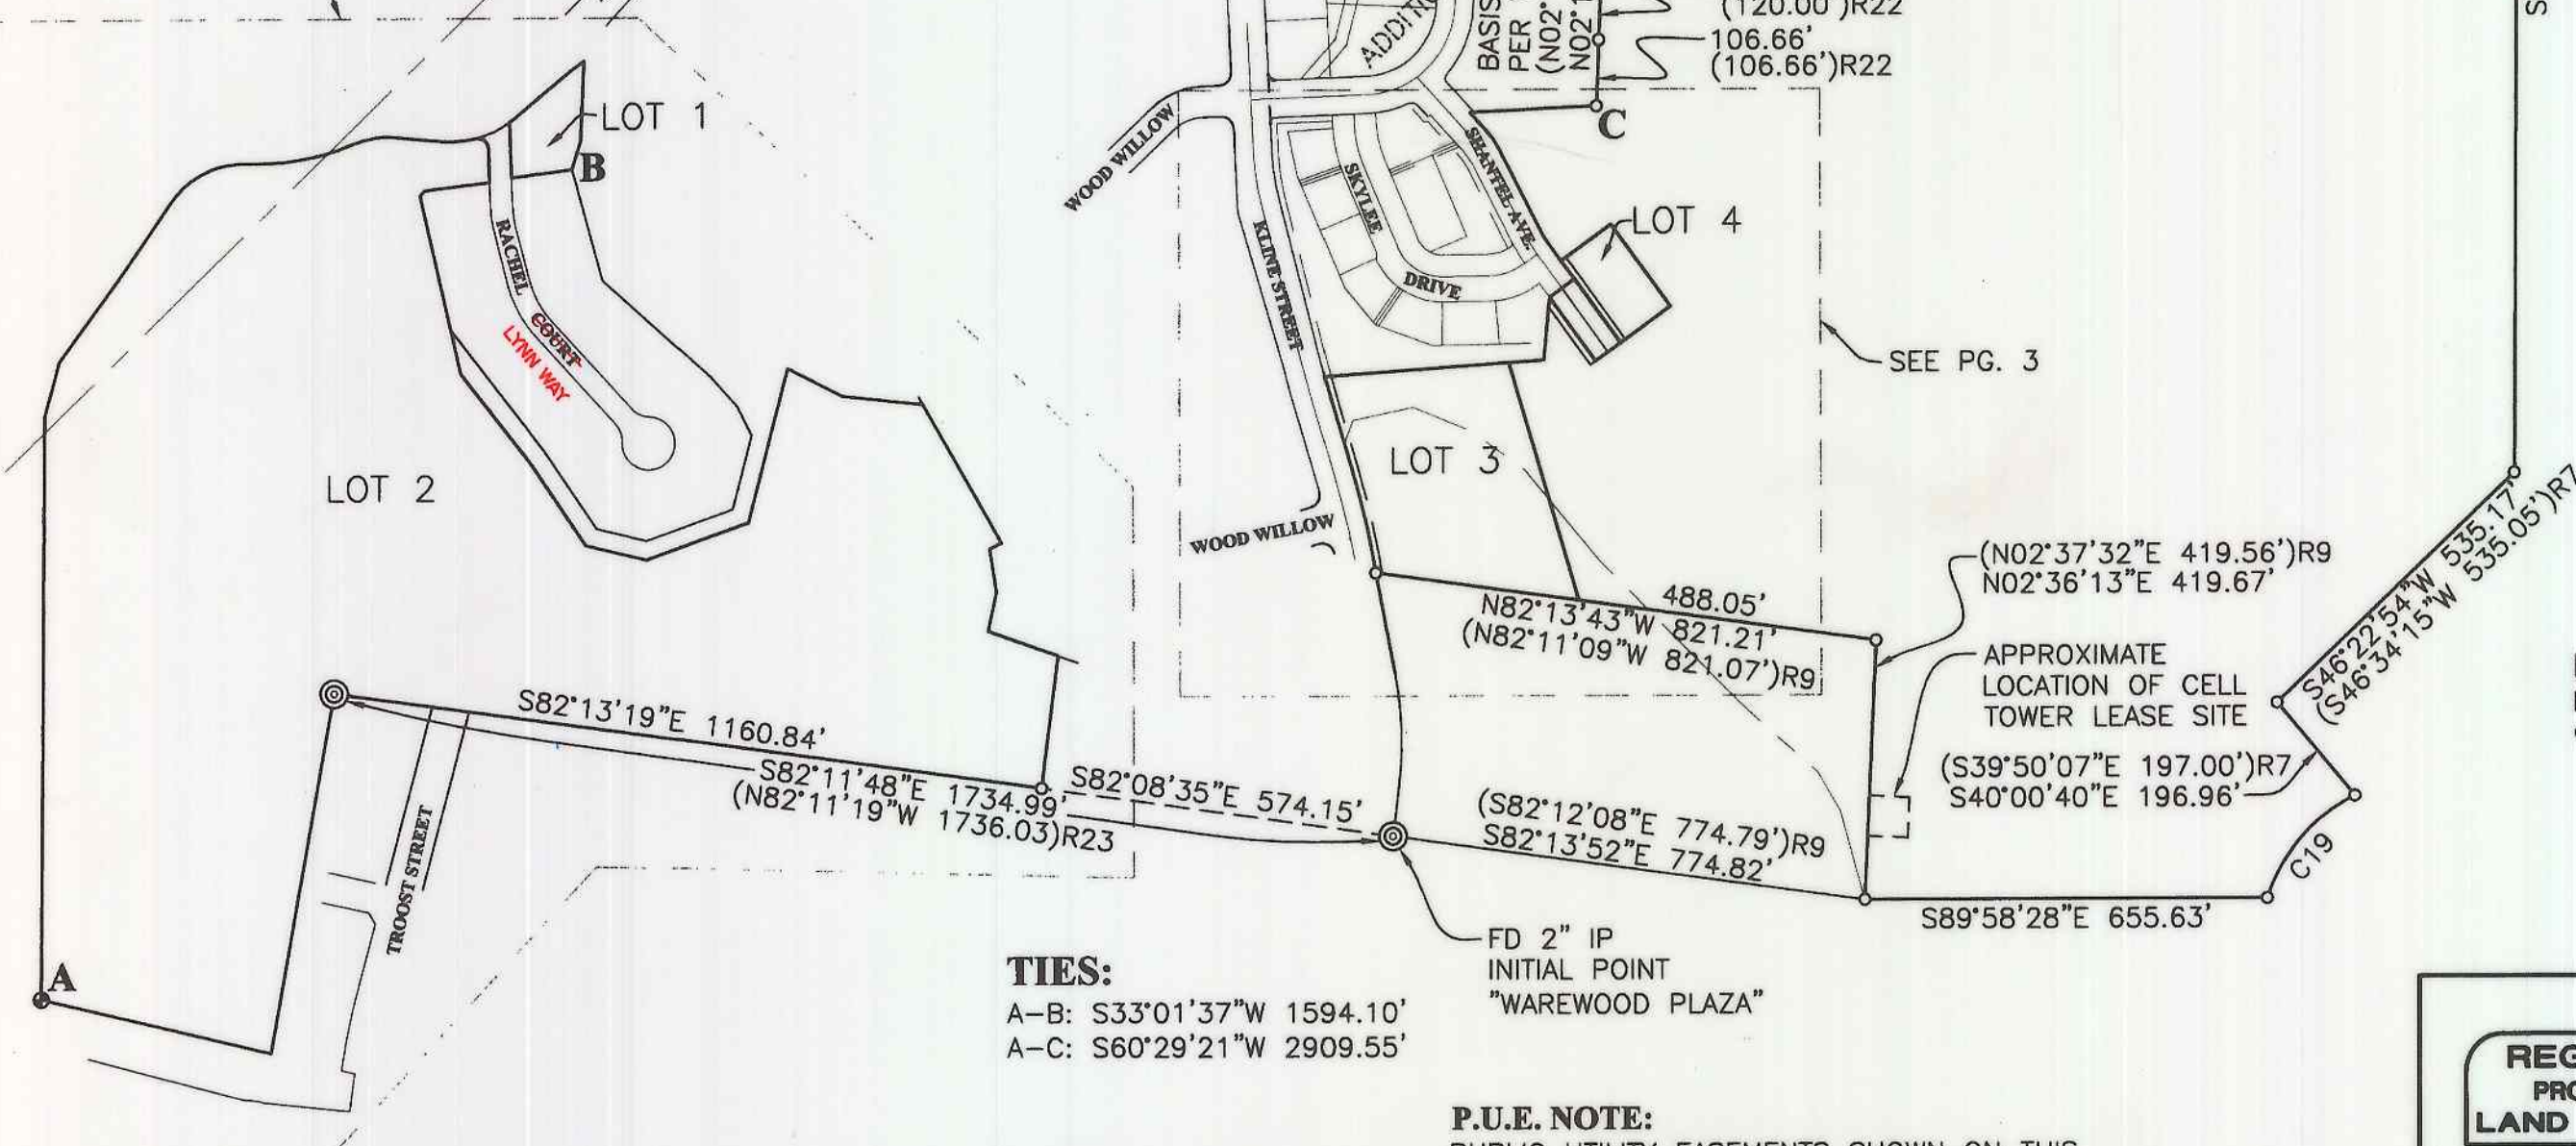 (120.00')R22
106.66'
(106.66')R22
BASIS
PER
(N02°
N02°
C
LOT 1
B
RACHEL
COURT
LYNN WAY
LOT 2
A
TROOST STREET
WOOD WILLOW
KLINE STREET
SKYLEE
DRIVE
SHANTEL AVE.
LOT 4
SEE PG. 3
LOT 3
WOOD WILLOW
488.05'
N82°13'43"W 821.21'
(N82°11'09"W 821.07')R9
(N02°37'32"E 419.56')R9
N02°36'13"E 419.67'
APPROXIMATE
LOCATION OF CELL
TOWER LEASE SITE
S46°22'54"W 535.17'
(S46°34'15"W 535.05')R7
(S39°50'07"E 197.00')R7
S40°00'40"E 196.96'
C19
S89°58'28"E 655.63'
S82°13'19"E 1160.84'
S82°11'48"E 1734.99'
(N82°11'19"W 1736.03)R23
S82°08'35"E 574.15'
(S82°12'08"E 774.79')R9
S82°13'52"E 774.82'
FD 2" IP
INITIAL POINT
"WAREWOOD PLAZA"
TIES:
A-B: S33°01'37"W 1594.10'
A-C: S60°29'21"W 2909.55'
P.U.E. NOTE:
PUBLIC UTILITY EASEMENTS SHOWN ON THIS
REG
PRO
LAND